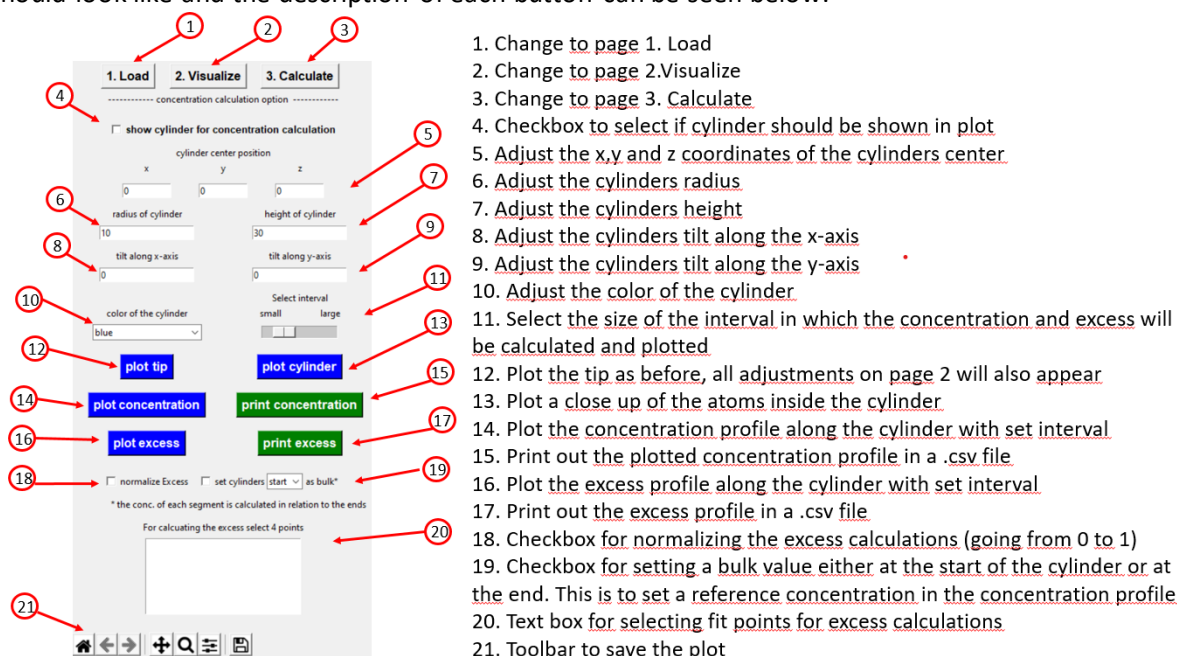 should look like and the description of each button can be seen below.
1
2
3
1. Load 2. Visualize 3. Calculate
------------ concentration calculation option ------------
4
show cylinder for concentration calculation
5
cylinder center position
x y z
0 0 0
7
6
radius of cylinder height of cylinder
10 30
9
8
tilt along x-axis tilt along y-axis
0 0
11
10
Select interval
color of the cylinder small large
blue
13
12
plot tip plot cylinder
15
14
plot concentration print concentration
17
16
plot excess print excess
19
18
normalize Excess set cylinders start as bulk*
* the conc. of each segment is calculated in relation to the ends
For calcuating the excess select 4 points
20
21
1. Change to page 1. Load
2. Change to page 2.Visualize
3. Change to page 3. Calculate
4. Checkbox to select if cylinder should be shown in plot
5. Adjust the x,y and z coordinates of the cylinders center
6. Adjust the cylinders radius
7. Adjust the cylinders height
8. Adjust the cylinders tilt along the x-axis
9. Adjust the cylinders tilt along the y-axis
10. Adjust the color of the cylinder
11. Select the size of the interval in which the concentration and excess will
be calculated and plotted
12. Plot the tip as before, all adjustments on page 2 will also appear
13. Plot a close up of the atoms inside the cylinder
14. Plot the concentration profile along the cylinder with set interval
15. Print out the plotted concentration profile in a .csv file
16. Plot the excess profile along the cylinder with set interval
17. Print out the excess profile in a .csv file
18. Checkbox for normalizing the excess calculations (going from 0 to 1)
19. Checkbox for setting a bulk value either at the start of the cylinder or at
the end. This is to set a reference concentration in the concentration profile
20. Text box for selecting fit points for excess calculations
21. Toolbar to save the plot